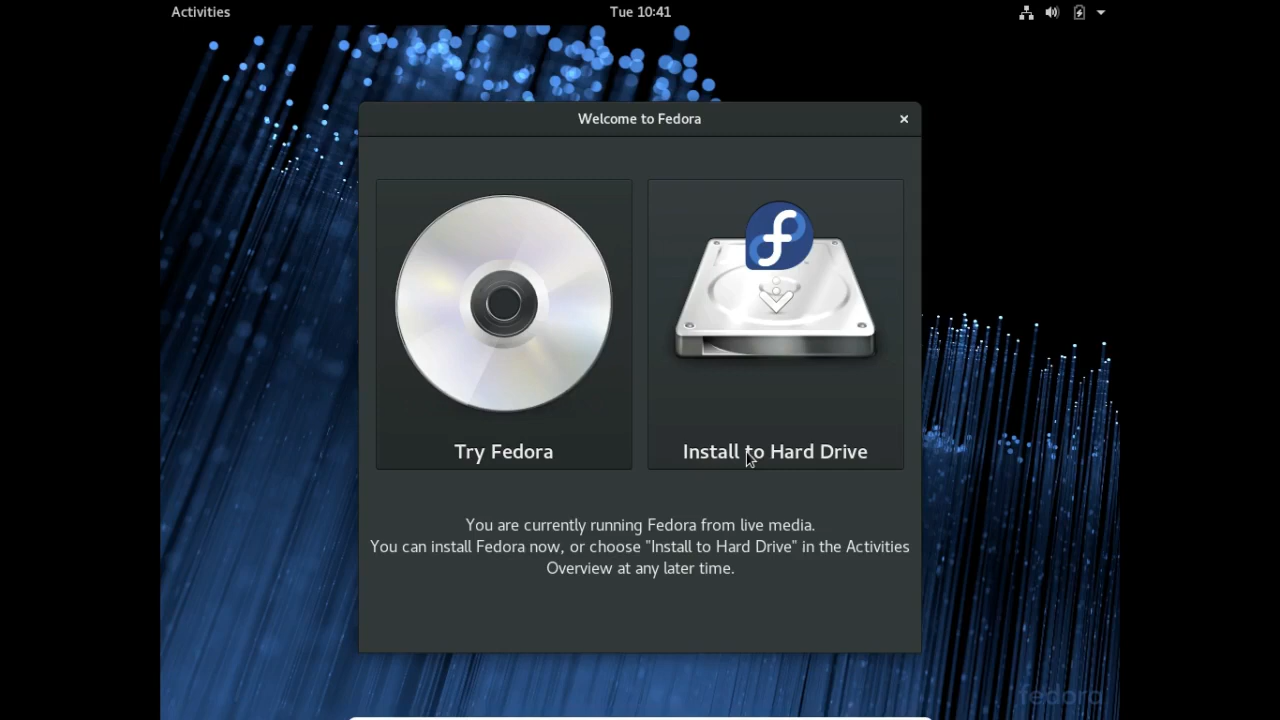 Activities
Tue 10:41
Welcome to Fedora
Try Fedora
Install to Hard Drive
You are currently running Fedora from live media.
You can install Fedora now, or choose "Install to Hard Drive" in the Activities
Overview at any later time.
fedora